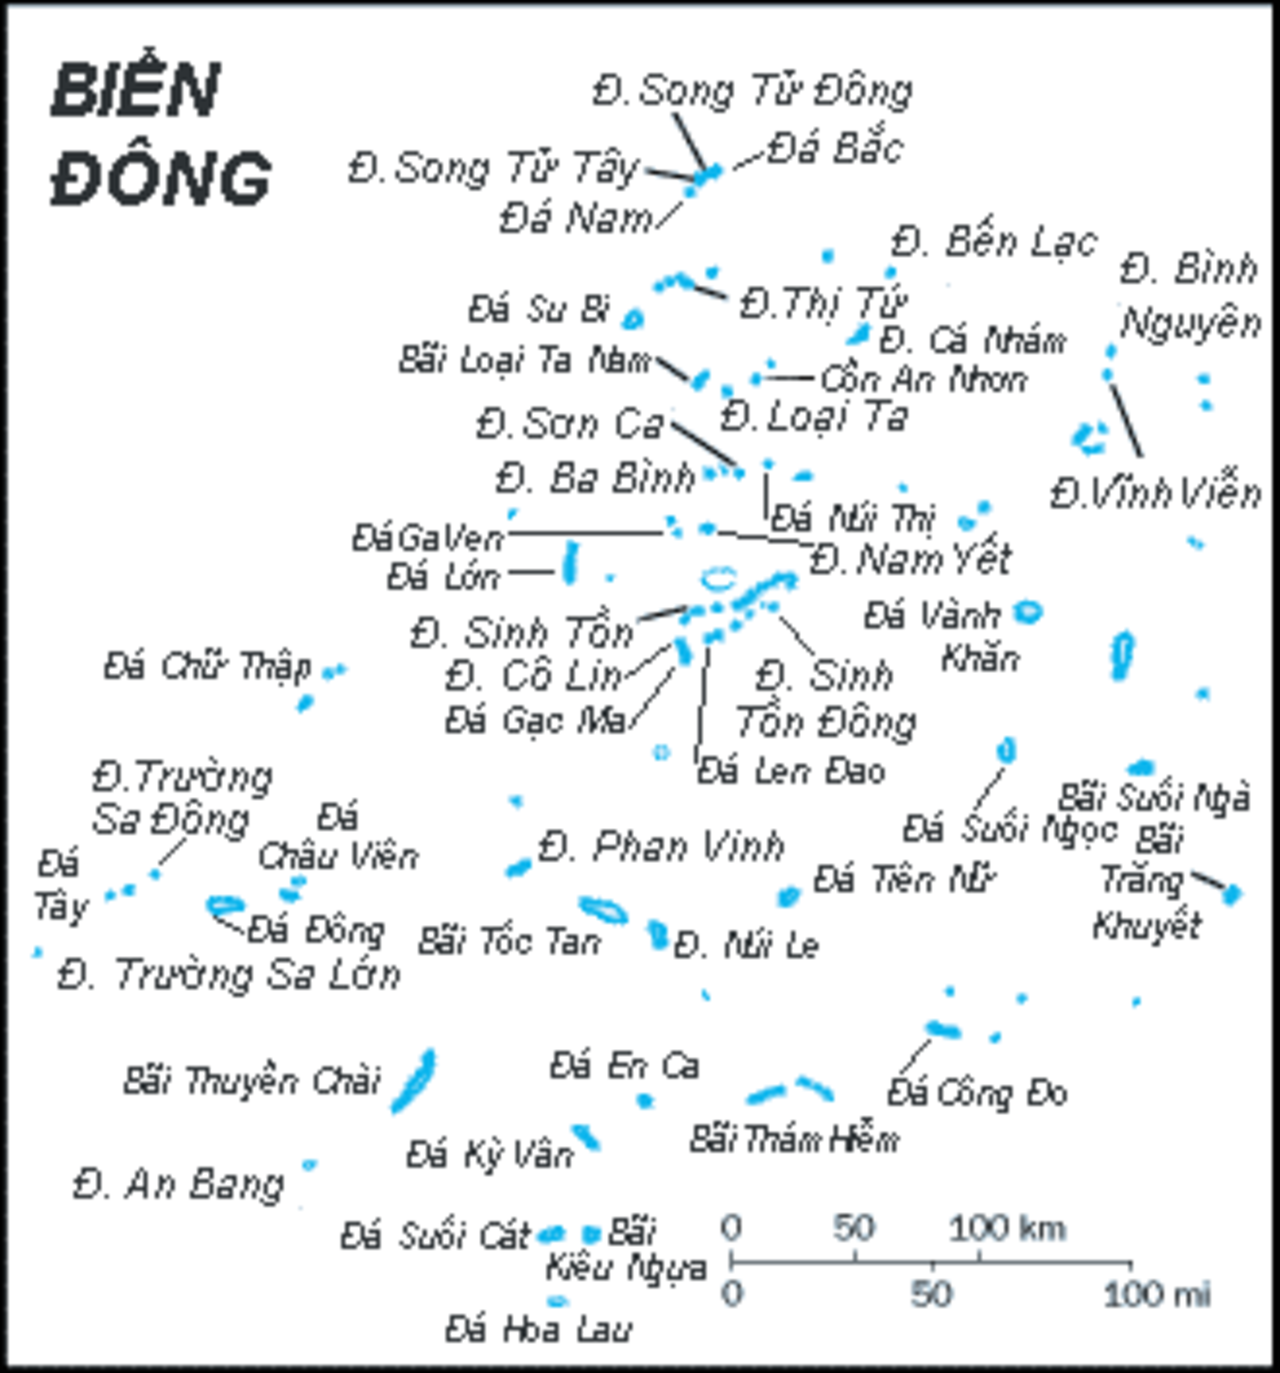 BIỂN
ĐÔNG
Đ. Song Tử Đông
Đá Bắc
Đ. Song Tử Tây
Đá Nam
Đ. Bến Lạc
Đ. Bình
Nguyên
Đá Su Bi
Đ. Thị Tứ
Đ. Cá Nhám
Bãi Loại Ta Nam
Cồn An Nhơn
Đ. Loại Ta
Đ. Sơn Ca
Đ. Ba Bình
Đ. Vĩnh Viễn
Đá Núi Thị
Đá GaVen
Đ. Nam Yết
Đá Lớn
Đá Vành
Khăn
Đ. Sinh Tồn
Đá Chữ Thập
Đ. Cô Lin
Đ. Sinh
Tồn Đông
Đá Gạc Ma
Đá Len Đao
Đ. Trường
Sa Đông
Bãi Suối Ngà
Đá
Châu Viên
Đá Suối Ngọc
Bãi
Trăng
Khuyết
Đ. Phan Vinh
Đá
Tây
Đá Tiên Nữ
Đá Đông
Bãi Tóc Tan
Đ. Núi Le
Đ. Trường Sa Lớn
Bãi Thuyền Chài
Đá En Ca
Đá Công Đo
Bãi Thám Hiểm
Đá Kỳ Vân
Đ. An Bang
Đá Suối Cát
Bãi
Kiêu Ngựa
Đá Hoa Lau
0 50 100 km
0 50 100 mi